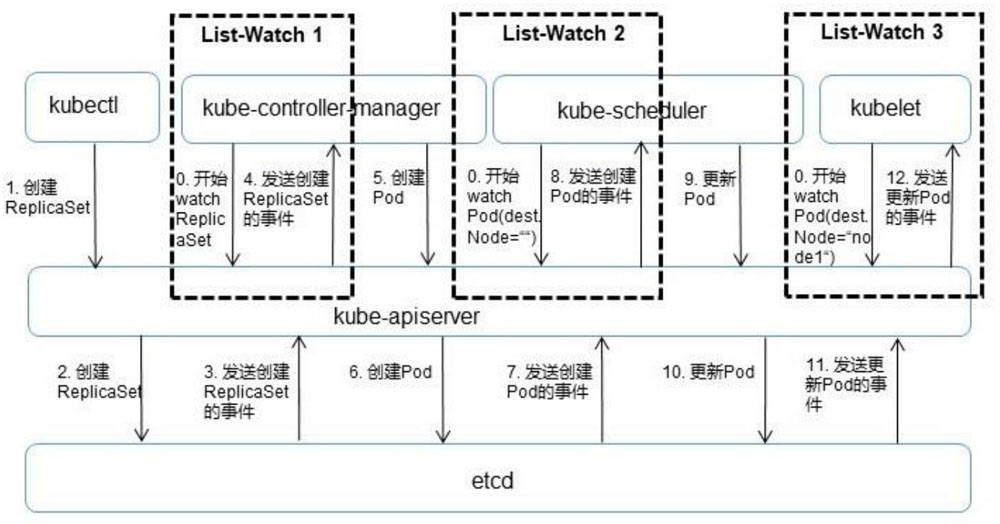 List-Watch 1
List-Watch 2
List-Watch 3
kubectl
kube-controller-manager
kube-scheduler
kubelet
1. 创建
ReplicaSet
0. 开始
watch
Replic
aSet
4. 发送创建
ReplicaSet
的事件
5. 创建
Pod
0. 开始
watch
Pod(dest.
Node=““)
8. 发送创建
Pod的事件
9. 更新
Pod
0. 开始
watch
Pod(dest.
Node=“no
de1“)
12. 发送
更新Pod
的事件
kube-apiserver
2. 创建
ReplicaSet
3. 发送创建
ReplicaSet
的事件
6. 创建Pod
7. 发送创建
Pod的事件
10. 更新Pod
11. 发送更
新Pod的事
件
etcd